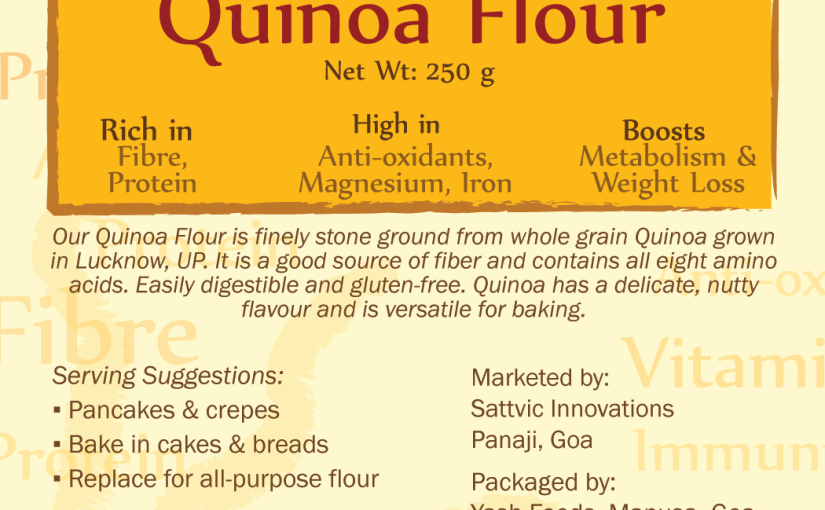 Quinoa Flour
Net Wt: 250 g
Rich in
Fibre,
Protein
High in
Anti-oxidants,
Magnesium, Iron
Boosts
Metabolism &
Weight Loss
Our Quinoa Flour is finely stone ground from whole grain Quinoa grown
in Lucknow, UP. It is a good source of fiber and contains all eight amino
acids. Easily digestible and gluten-free. Quinoa has a delicate, nutty
flavour and is versatile for baking.
Serving Suggestions:
▪ Pancakes & crepes
▪ Bake in cakes & breads
▪ Replace for all-purpose flour
Marketed by:
Sattvic Innovations
Panaji, Goa
Packaged by:
Protein
Fibre
Protein
Anti-ox
Vitami
Immun